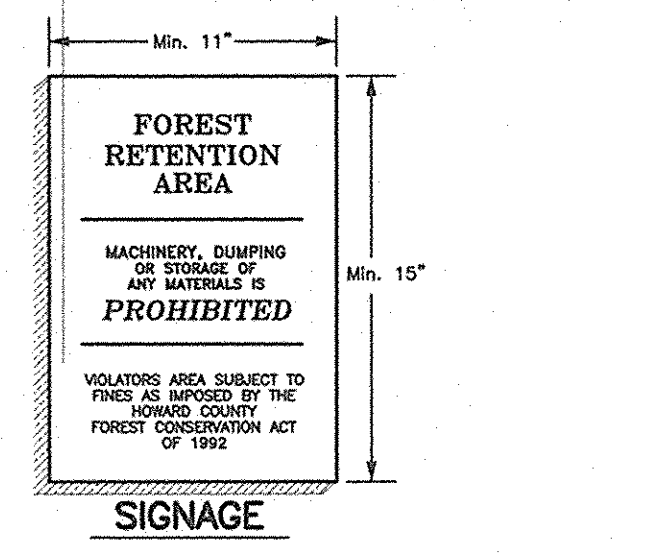 Min. 11"
FOREST
RETENTION
AREA
MACHINERY, DUMPING
OR STORAGE OF
ANY MATERIALS IS
PROHIBITED
Min. 15"
VIOLATORS AREA SUBJECT TO
FINES AS IMPOSED BY THE
HOWARD COUNTY
FOREST CONSERVATION ACT
OF 1992
SIGNAGE